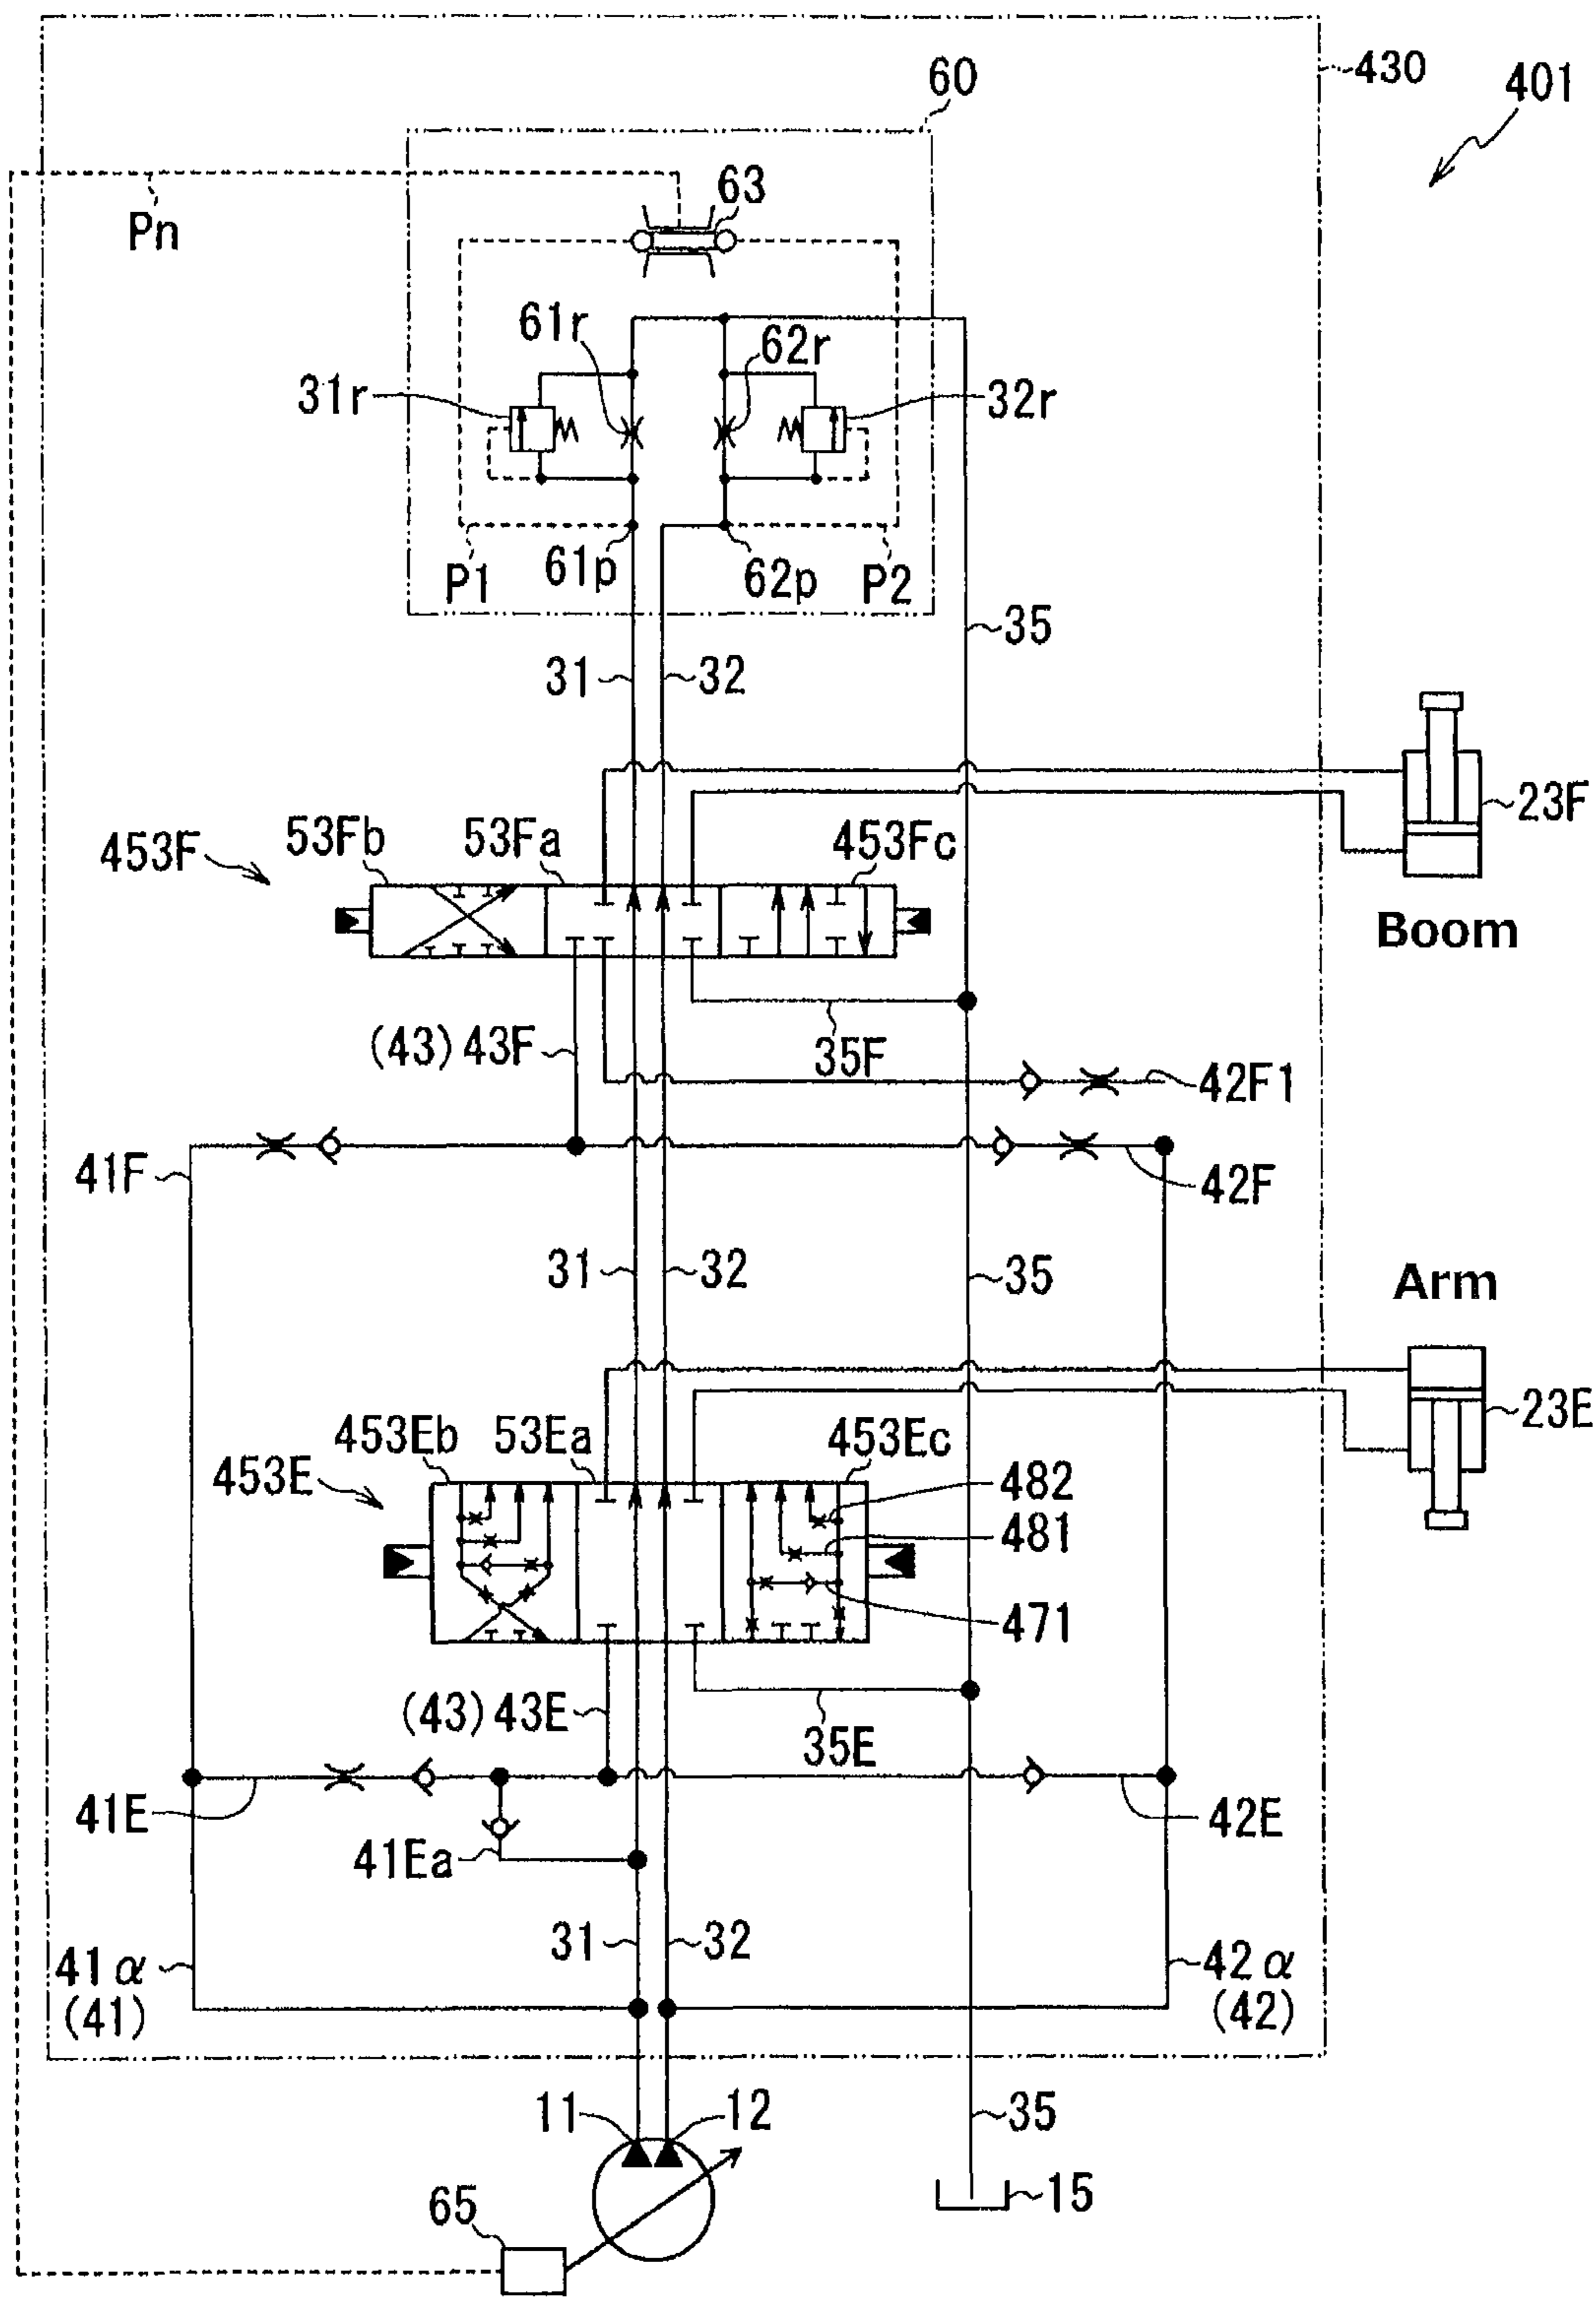 430
401
60
Pn
63
61r
62r
31r
32r
P1
61p
62p
P2
35
31
32
23F
Boom
453F
53Fb
53Fa
453Fc
(43) 43F
35F
42F1
41F
42F
31
32
35
Arm
23E
453Eb
53Ea
453Ec
453E
482
481
471
(43) 43E
35E
41E
42E
41Ea
31
32
41α
(41)
42α
(42)
11
12
35
65
15